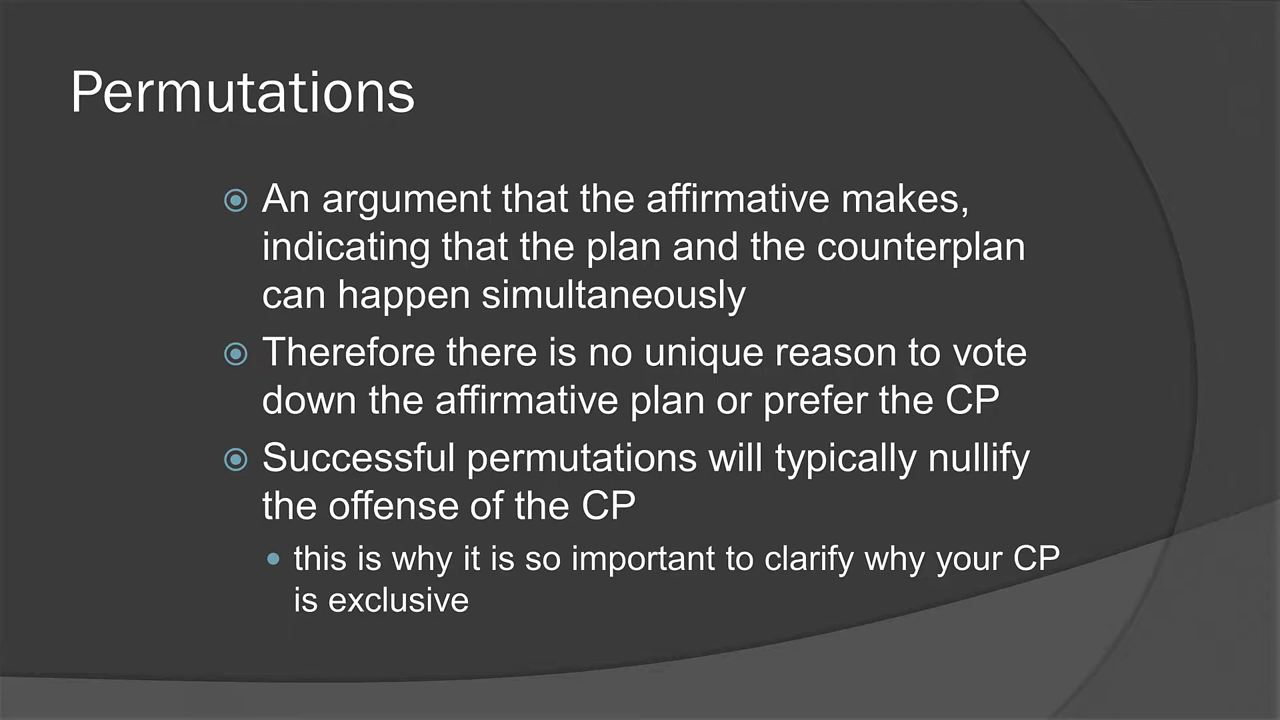 Permutations
An argument that the affirmative makes,
indicating that the plan and the counterplan
can happen simultaneously
Therefore there is no unique reason to vote
down the affirmative plan or prefer the CP
Successful permutations will typically nullify
the offense of the CP
this is why it is so important to clarify why your CP
is exclusive